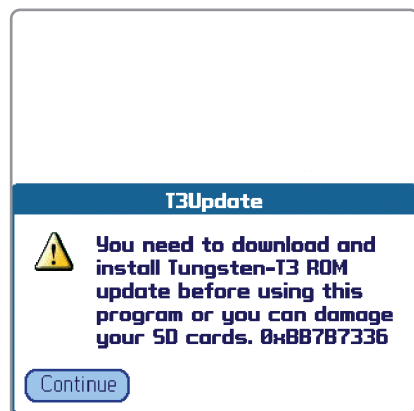 T3Update
You need to download and
install Tungsten-T3 ROM
update before using this
program or you can damage
your SD cards. 0xBB7B7336
Continue